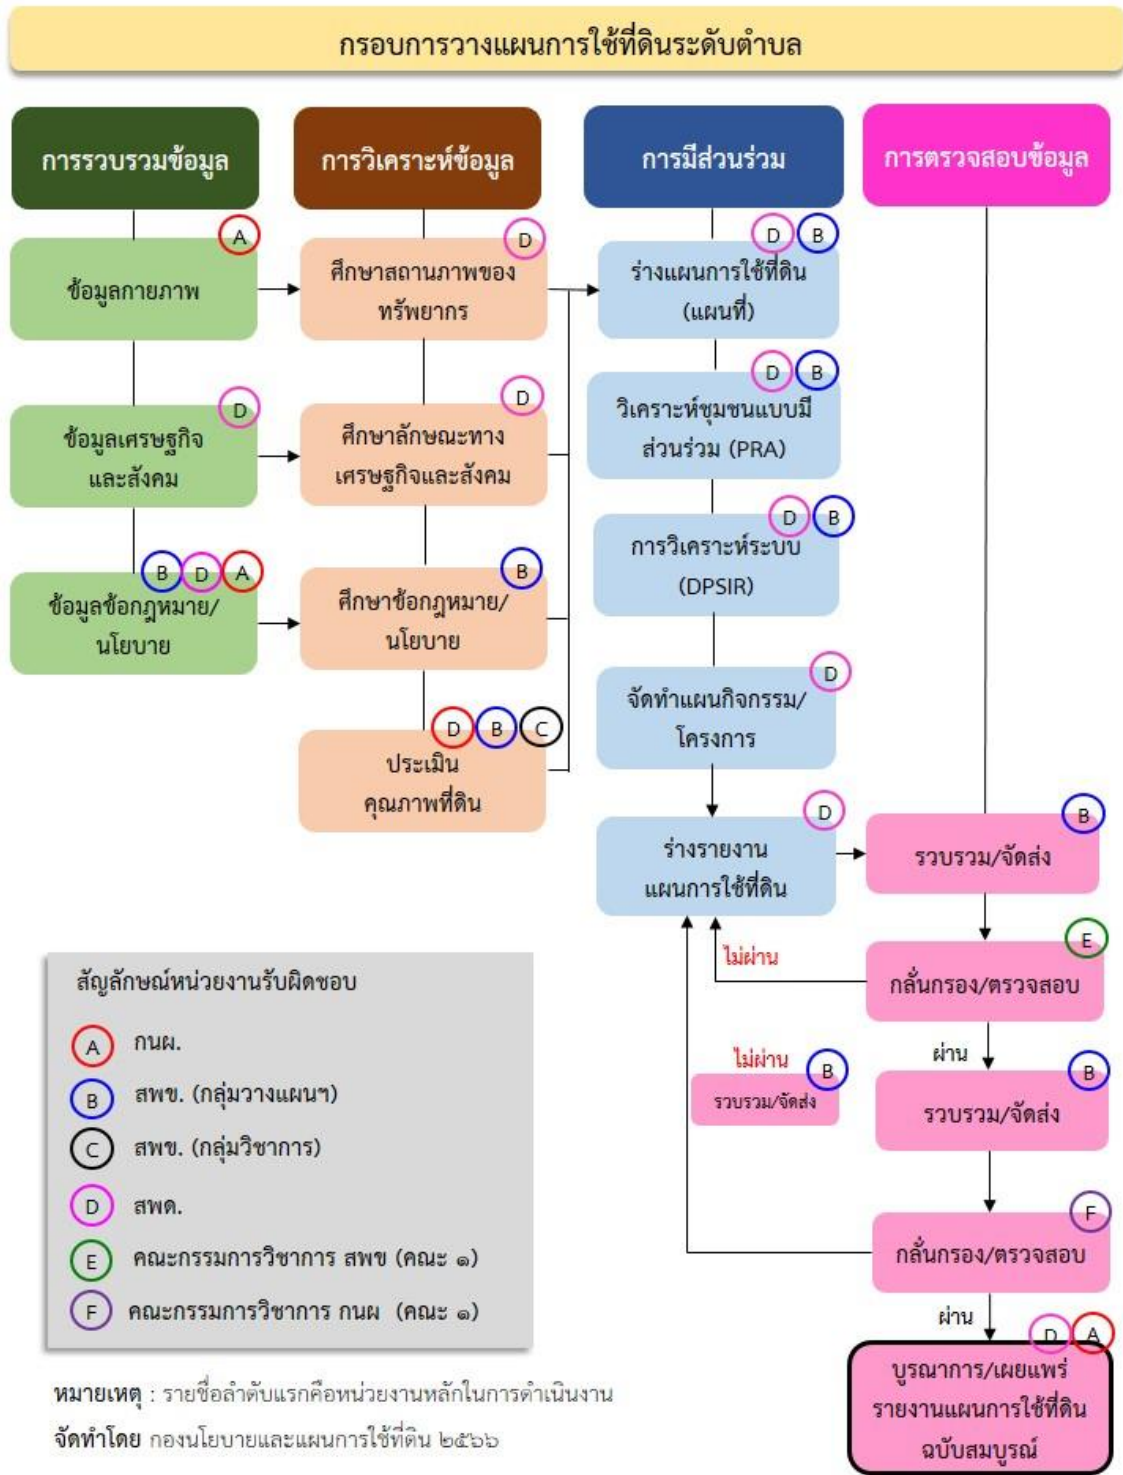 กรอบการวางแผนการใช้ที่ดินระดับตำบล
การรวบรวมข้อมูล
A
ข้อมูลกายภาพ
D
ข้อมูลเศรษฐกิจ
และสังคม
B D A
ข้อมูลข้อกฎหมาย/
นโยบาย
การวิเคราะห์ข้อมูล
D
ศึกษาสถานภาพของ
ทรัพยากร
D
ศึกษาลักษณะทาง
เศรษฐกิจและสังคม
B
ศึกษาข้อกฎหมาย/
นโยบาย
D B C
ประเมิน
คุณภาพที่ดิน
การมีส่วนร่วม
D B
ร่างแผนการใช้ที่ดิน
(แผนที่)
D B
วิเคราะห์ชุมชนแบบมี
ส่วนร่วม (PRA)
D B
การวิเคราะห์ระบบ
(DPSIR)
D
จัดทำแผนกิจกรรม/
โครงการ
D
ร่างรายงาน
แผนการใช้ที่ดิน
การตรวจสอบข้อมูล
B
รวบรวม/จัดส่ง
E
กลั่นกรอง/ตรวจสอบ
ไม่ผ่าน
ผ่าน
B
รวบรวม/จัดส่ง
ไม่ผ่าน
B
รวบรวม/จัดส่ง
F
กลั่นกรอง/ตรวจสอบ
ผ่าน
D A
บูรณาการ/เผยแพร่
รายงานแผนการใช้ที่ดิน
ฉบับสมบูรณ์
สัญลักษณ์หน่วยงานรับผิดชอบ
A กนผ.
B สพข. (กลุ่มวางแผนฯ)
C สพข. (กลุ่มวิชาการ)
D สพด.
E คณะกรรมการวิชาการ สพข (คณะ ๑)
F คณะกรรมการวิชาการ กนผ (คณะ ๑)
หมายเหตุ : รายชื่อลำดับแรกคือหน่วยงานหลักในการดำเนินงาน
จัดทำโดย กองนโยบายและแผนการใช้ที่ดิน ๒๕๖๖